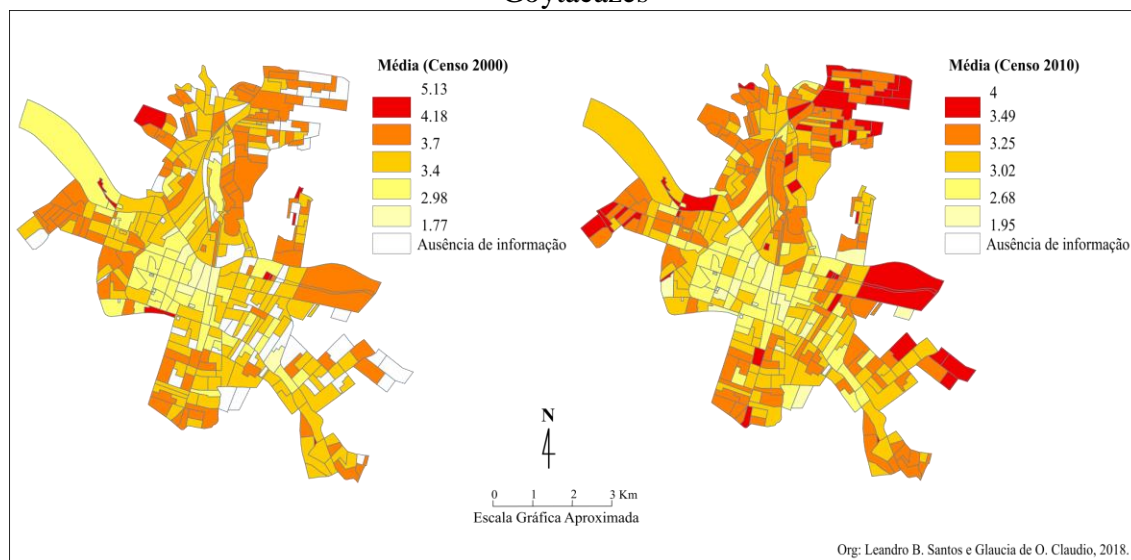 Goytacazes
Média (Censo 2000)
5.13
4.18
3.7
3.4
2.98
1.77
Ausência de informação
Média (Censo 2010)
4
3.49
3.25
3.02
2.68
1.95
Ausência de informação
N
0 1 2 3 Km
Escala Gráfica Aproximada
Org: Leandro B. Santos e Glaucia de O. Claudio, 2018.